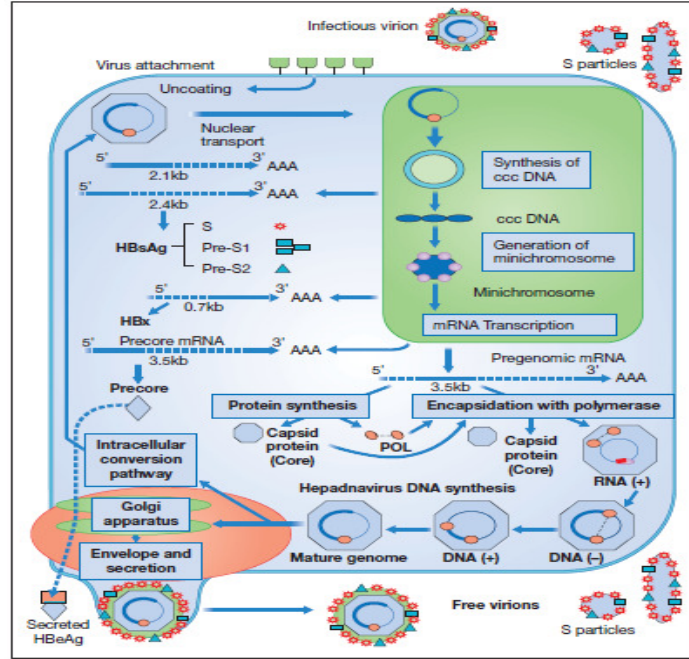 Infectious virion
Virus attachment
S particles
Uncoating
Nuclear
transport
5'
3'
AAA
2.1kb
Synthesis of
ccc DNA
5'
3'
AAA
2.4kb
ccc DNA
HBsAg
S
Pre-S1
Pre-S2
Generation of
minichromosome
5'
3'
AAA
0.7kb
Minichromosome
HBx
mRNA Transcription
Precore mRNA
3'
AAA
3.5kb
Pregenomic mRNA
5'
3'
AAA
3.5kb
Precore
Protein synthesis
Encapsidation with polymerase
Capsid
protein
(Core)
POL
Capsid
protein
(Core)
RNA (+)
Intracellular
conversion
pathway
Hepadnavirus DNA synthesis
Golgi
apparatus
Mature genome
DNA (+)
DNA (–)
Envelope and
secretion
Secreted
HBeAg
Free virions
S particles